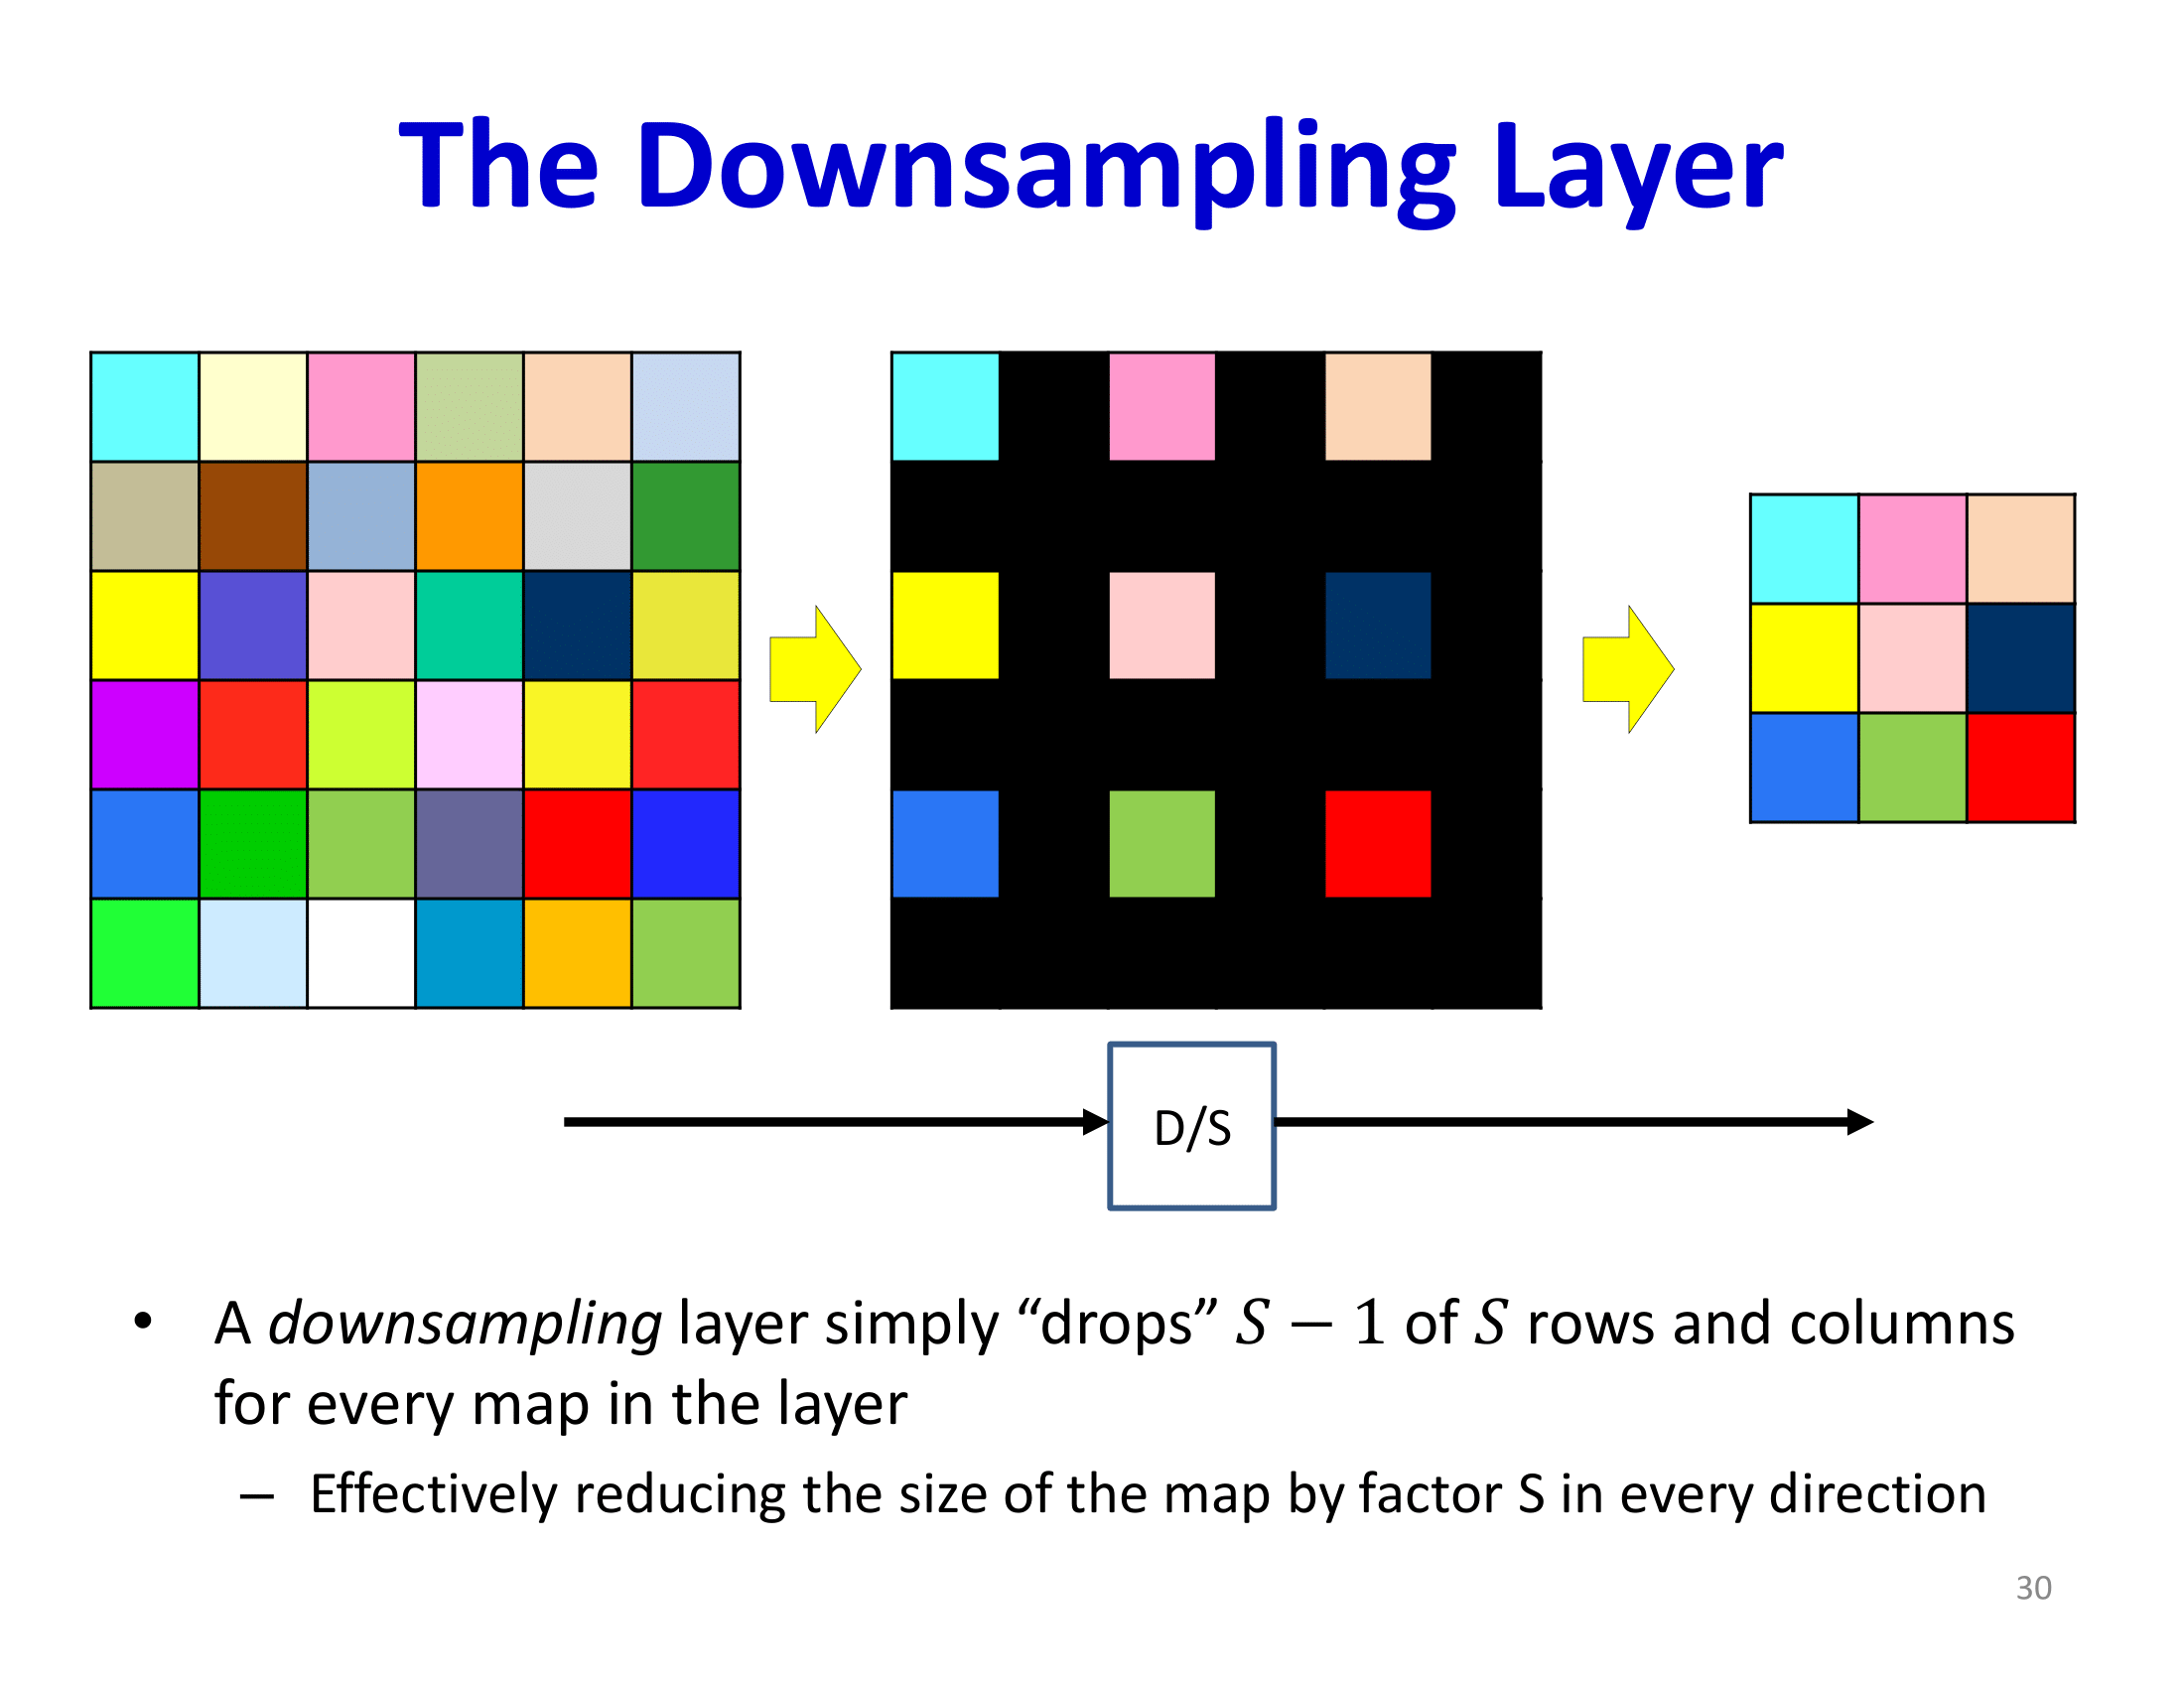 The Downsampling Layer
D/S
• A downsampling layer simply “drops” S − 1 of S rows and columns
for every map in the layer
– Effectively reducing the size of the map by factor S in every direction
30